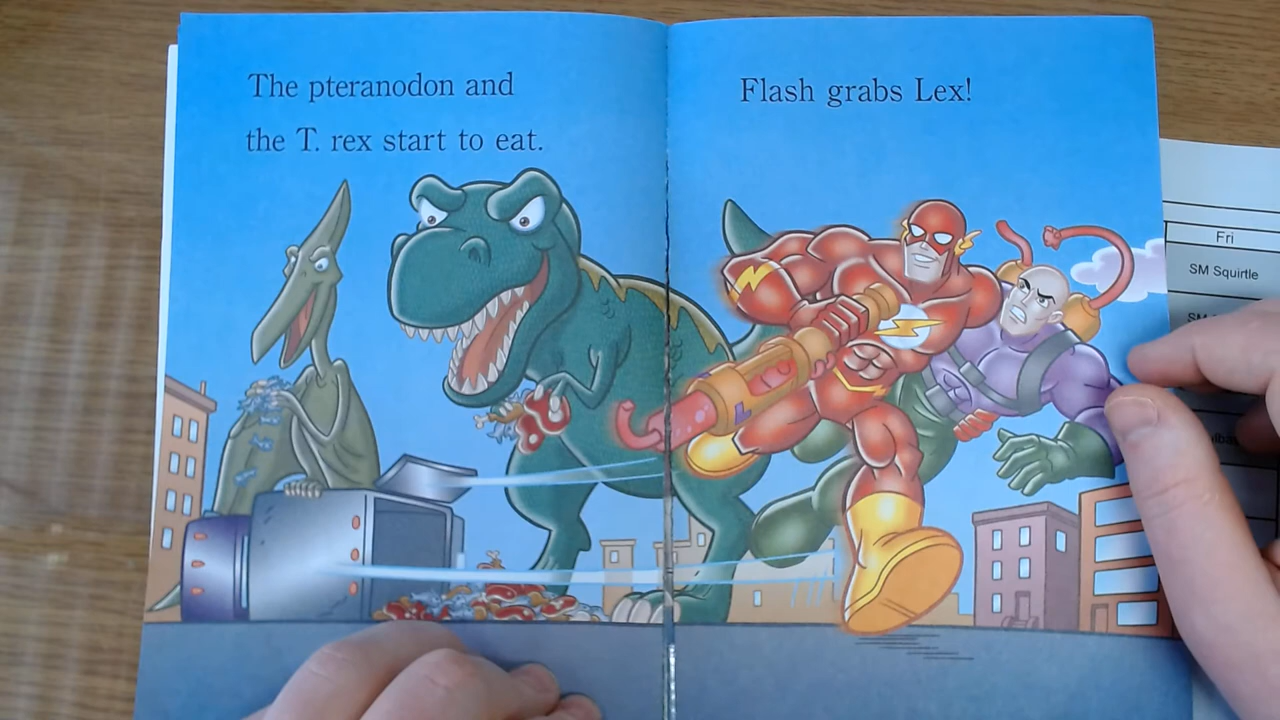 The pteranodon and
the T. rex start to eat.
Flash grabs Lex!
L
Fri
SM Squirtle